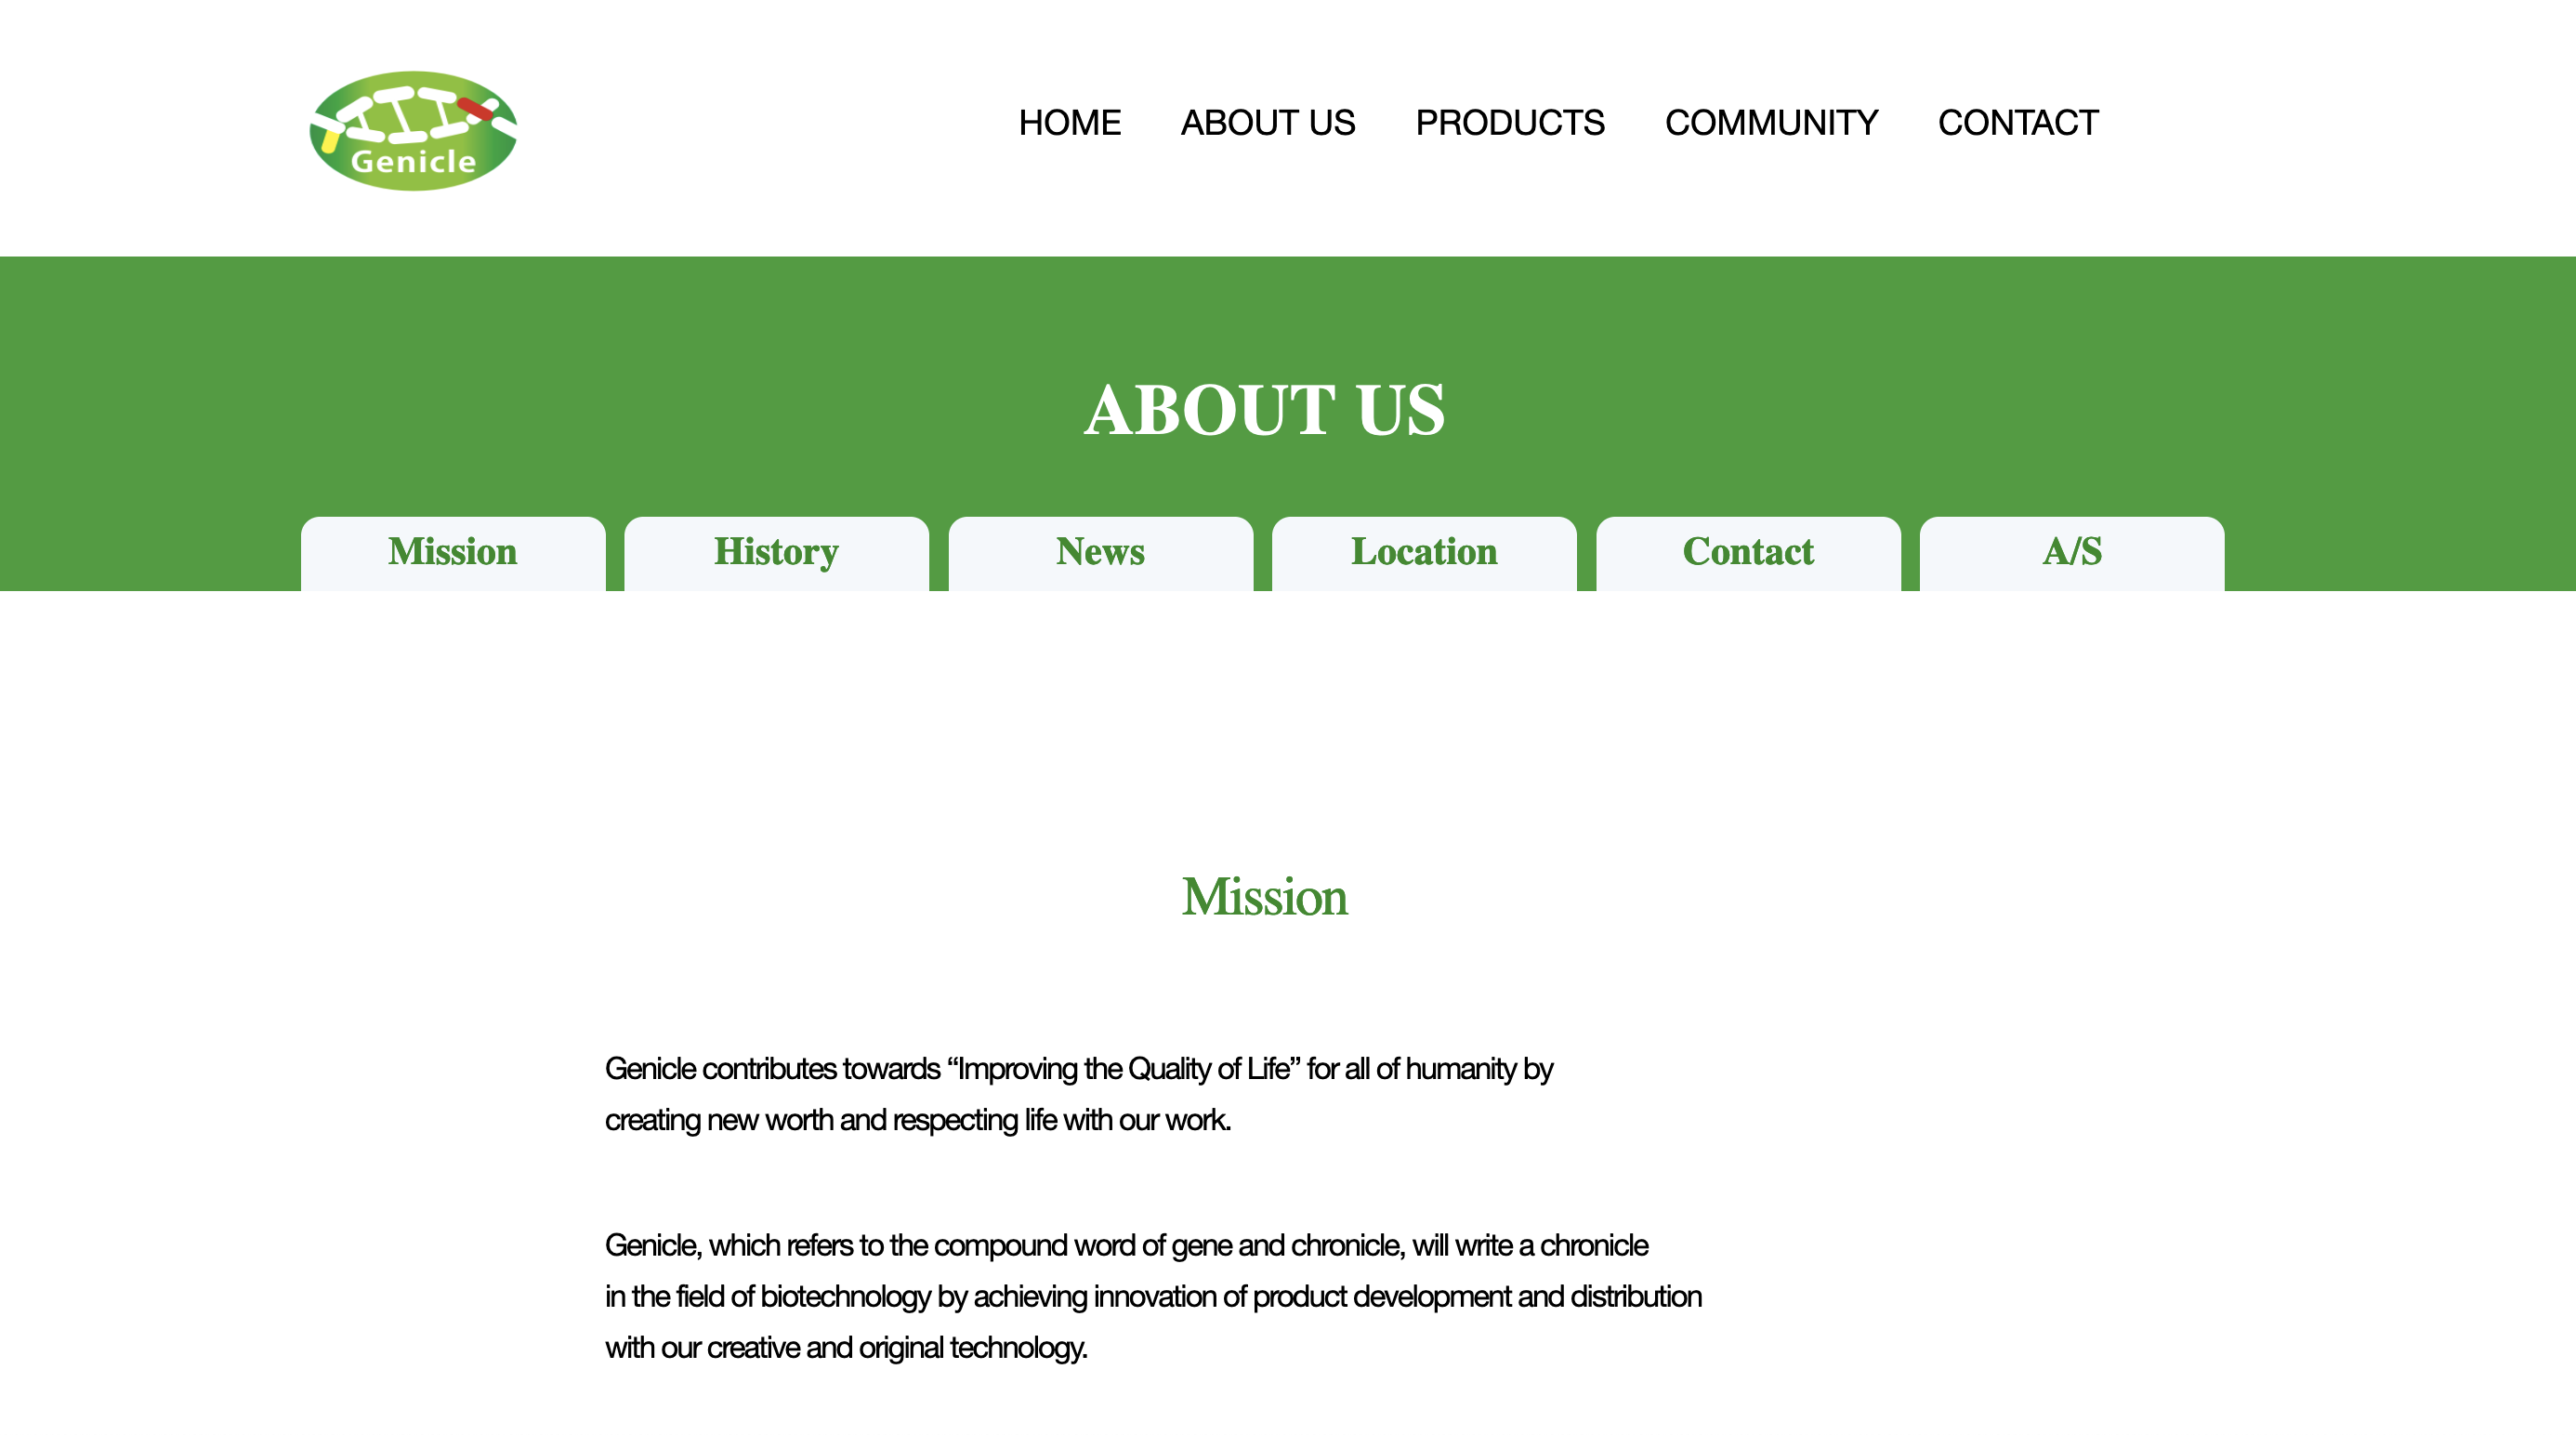 Genicle
HOME ABOUT US PRODUCTS COMMUNITY CONTACT
ABOUT US
Mission History News Location Contact A/S
Mission
Genicle contributes towards “Improving the Quality of Life” for all of humanity by
creating new worth and respecting life with our work.
Genicle, which refers to the compound word of gene and chronicle, will write a chronicle
in the field of biotechnology by achieving innovation of product development and distribution
with our creative and original technology.